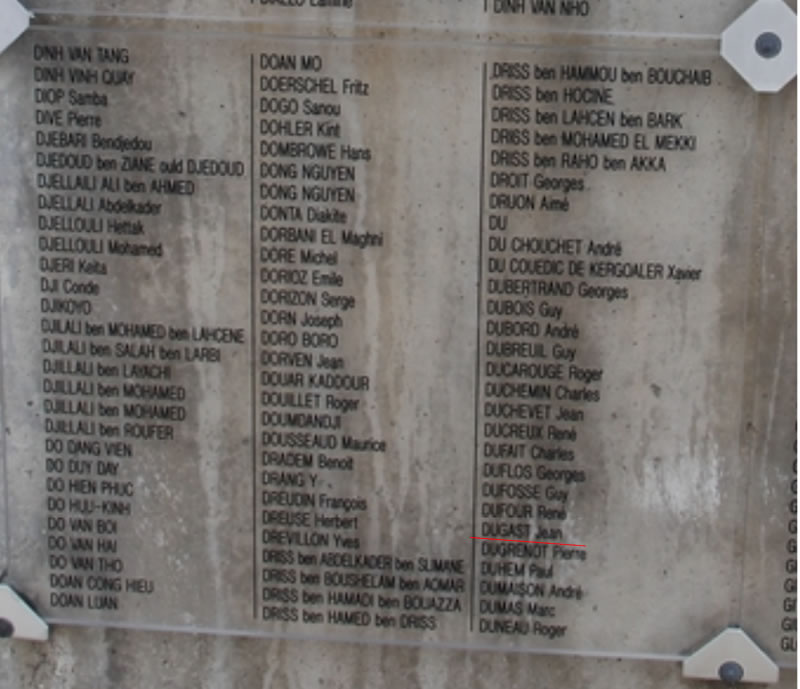 DIALLO Lamine
DINH VAN NHO
DINH VAN TANG
DINH VINH QUAY
DIOP Samba
DIVE Pierre
DJEBARI Bendjedou
DJEDOUD ben ZIANE ould DJEDOUD
DJELLAILI ALI ben AHMED
DJELLALI Abdelkader
DJELLOULI Hettak
DJELLOULI Mohamed
DJERI Keita
DJI Conde
DJIKOYO
DJILALI ben MOHAMED ben LAHCENE
DJILALI ben SALAH ben LARBI
DJILLALI ben LAYACHI
DJILLALI ben MOHAMED
DJILLALI ben MOHAMED
DJILLALI ben ROUFER
DO DANG VIEN
DO DUY DAY
DO HIEN PHUC
DO HUU-KINH
DO VAN BOI
DO VAN HAI
DO VAN THO
DOAN CONG HIEU
DOAN LUAN
DOAN MO
DOERSCHEL Fritz
DOGO Sanou
DOHLER Kint
DOMBROWE Hans
DONG NGUYEN
DONG NGUYEN
DONTA Diakite
DORBANI EL Maghni
DORE Michel
DORIOZ Emile
DORIZON Serge
DORN Joseph
DORO BORO
DORVEN Jean
DOUAR KADDOUR
DOUILLET Roger
DOUMDANDJI
DOUSSEAUD Maurice
DRADEM Benoit
DRANG Y
DREUDIN François
DREUSE Herbert
DREVILLON Yves
DRISS ben ABDELKADER ben SLIMANE
DRISS ben BOUSHELAM ben AOMAR
DRISS ben HAMADI ben BOUAZZA
DRISS ben HAMED ben DRISS
DRISS ben HAMMOU ben BOUCHAIB
DRISS ben HOCINE
DRISS ben LAHCEN ben BARK
DRISS ben MOHAMED EL MEKKI
DRISS ben RAHO ben AKKA
DROIT Georges
DRUON Aimé
DU
DU CHOUCHET André
DU COUEDIC DE KERGOALER Xavier
DUBERTRAND Georges
DUBOIS Guy
DUBORD André
DUBREUIL Guy
DUCAROUGE Roger
DUCHEMIN Charles
DUCHEVET Jean
DUCREUX René
DUFAIT Charles
DUFLOS Georges
DUFOSSE Guy
DUFOUR René
DUGAST Jean
DUGRENOT Pierre
DUHEM Paul
DUMAISON André
DUMAS Marc
DUNEAU Roger